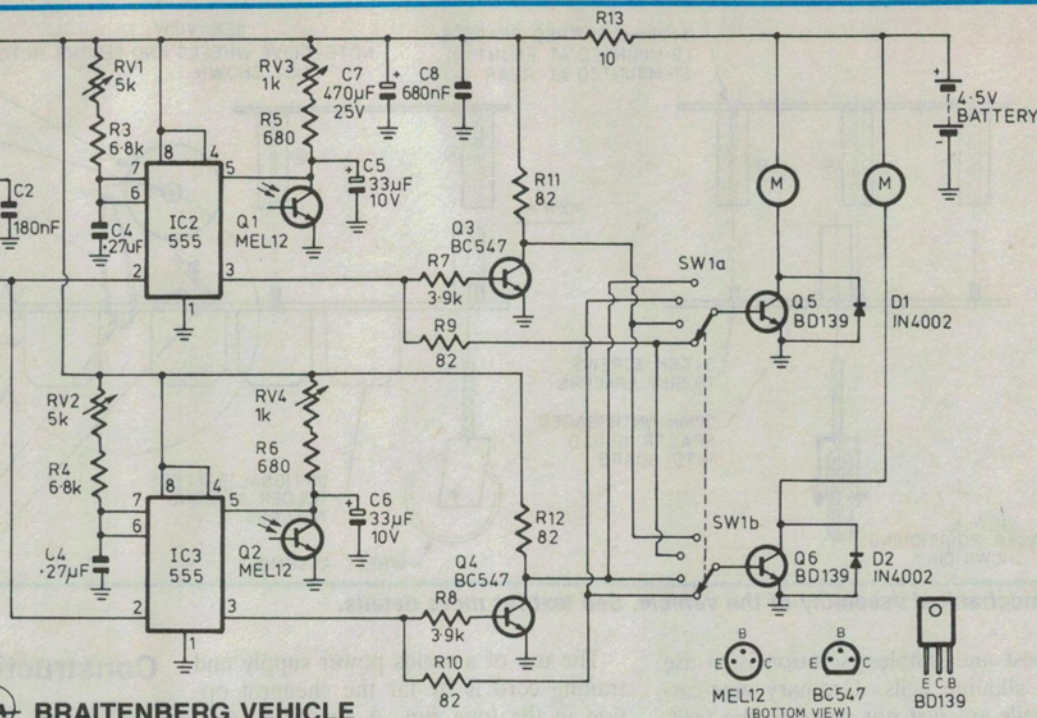 R13
10
RV1
5k
RV3
1k
C7
470µF
25V
C8
680nF
+
4·5V
BATTERY
-
R3
6·8k
R5
680
C2
180nF
7
6
2
8
4
5
3
1
IC2
555
C4
·27uF
Q1
MEL12
+
C5
33µF
10V
R11
82
M
M
Q3
BC547
R7
3·9k
R9
82
SW1a
Q5
BD139
D1
IN4002
RV2
5k
RV4
1k
R4
6·8k
R6
680
7
6
2
8
4
5
3
1
IC3
555
C4
·27µF
Q2
MEL12
+
C6
33µF
10V
R12
82
Q4
BC547
R8
3·9k
R10
82
SW1b
Q6
BD139
D2
IN4002
B
E
C
MEL12
B
E
C
BC547
(BOTTOM VIEW)
E C B
BD139
BRAITENBERG VEHICLE